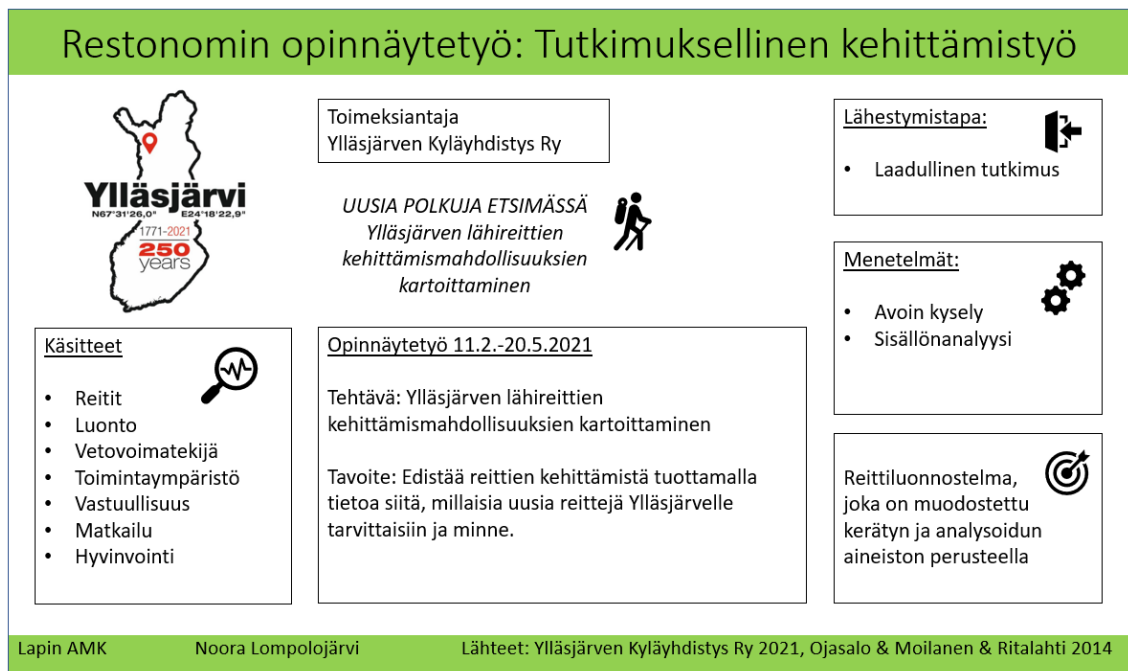 Restonomin opinnäytetyö: Tutkimuksellinen kehittämistyö
Ylläsjärvi
N67°31'26,0" E24°18'22,9"
1771-2021
250
years
Toimeksiantaja
Ylläsjärven Kyläyhdistys Ry
UUSIA POLKUJA ETSIMÄSSÄ
Ylläsjärven lähireittien
kehittämismahdollisuuksien
kartoittaminen
Lähestymistapa:
• Laadullinen tutkimus
Menetelmät:
• Avoin kysely
• Sisällönanalyysi
Käsitteet
• Reitit
• Luonto
• Vetovoimatekijä
• Toimintaympäristö
• Vastuullisuus
• Matkailu
• Hyvinvointi
Opinnäytetyö 11.2.-20.5.2021
Tehtävä: Ylläsjärven lähireittien
kehittämismahdollisuuksien kartoittaminen
Tavoite: Edistää reittien kehittämistä tuottamalla
tietoa siitä, millaisia uusia reittejä Ylläsjärvelle
tarvittaisiin ja minne.
Reittiluonnostelma,
joka on muodostettu
kerätyn ja analysoidun
aineiston perusteella
Lapin AMK Noora Lompolojärvi Lähteet: Ylläsjärven Kyläyhdistys Ry 2021, Ojasalo & Moilanen & Ritalahti 2014